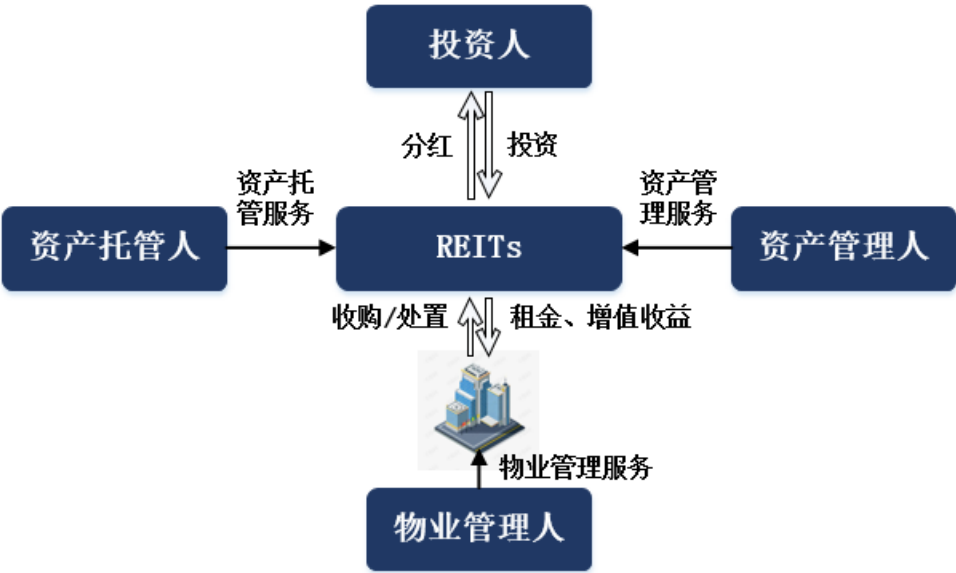 投资人
分红
投资
资产托
管服务
资产管
理服务
资产托管人
REITs
资产管理人
收购/处置
租金、增值收益
物业管理服务
物业管理人